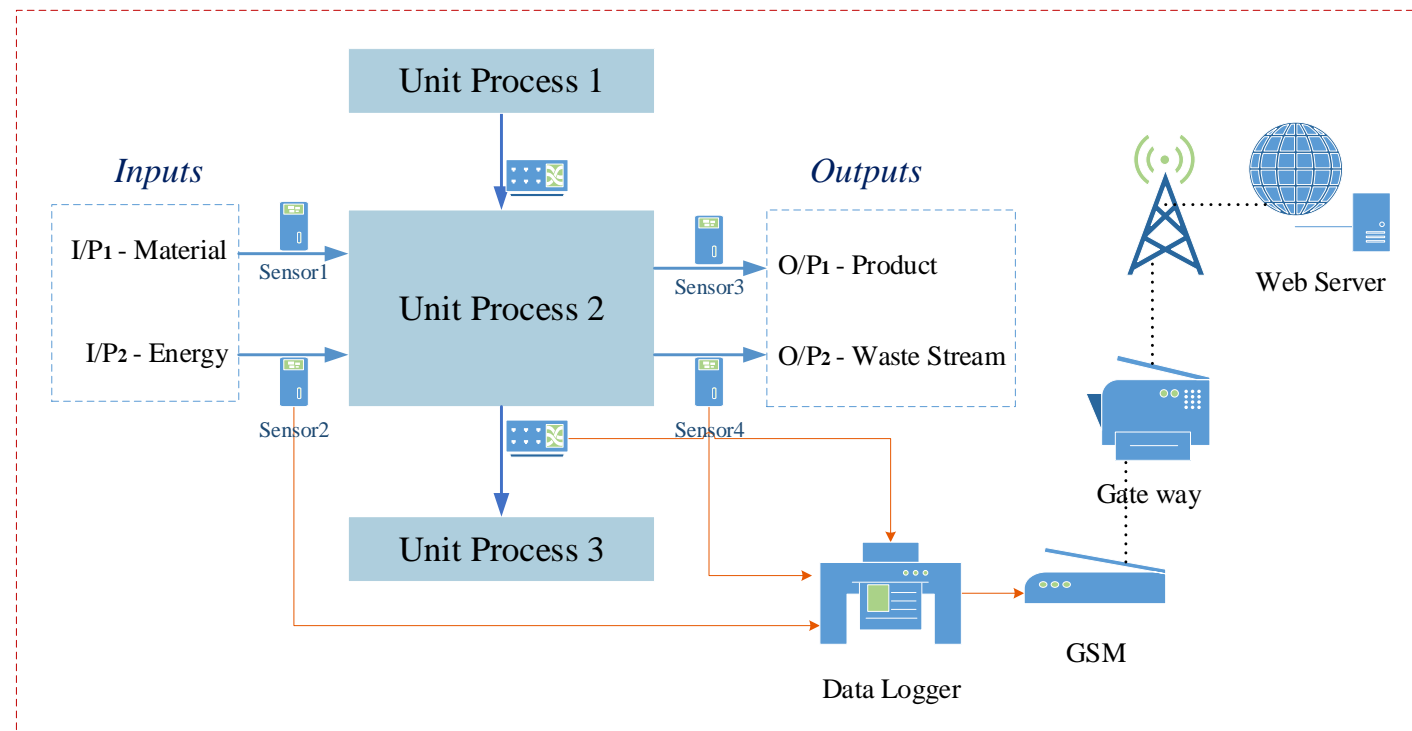 Unit Process 1
Inputs
Outputs
I/P1 - Material
Sensor1
Sensor3
O/P1 - Product
Web Server
Unit Process 2
I/P2 - Energy
O/P2 - Waste Stream
Sensor2
Sensor4
Gate way
Unit Process 3
GSM
Data Logger